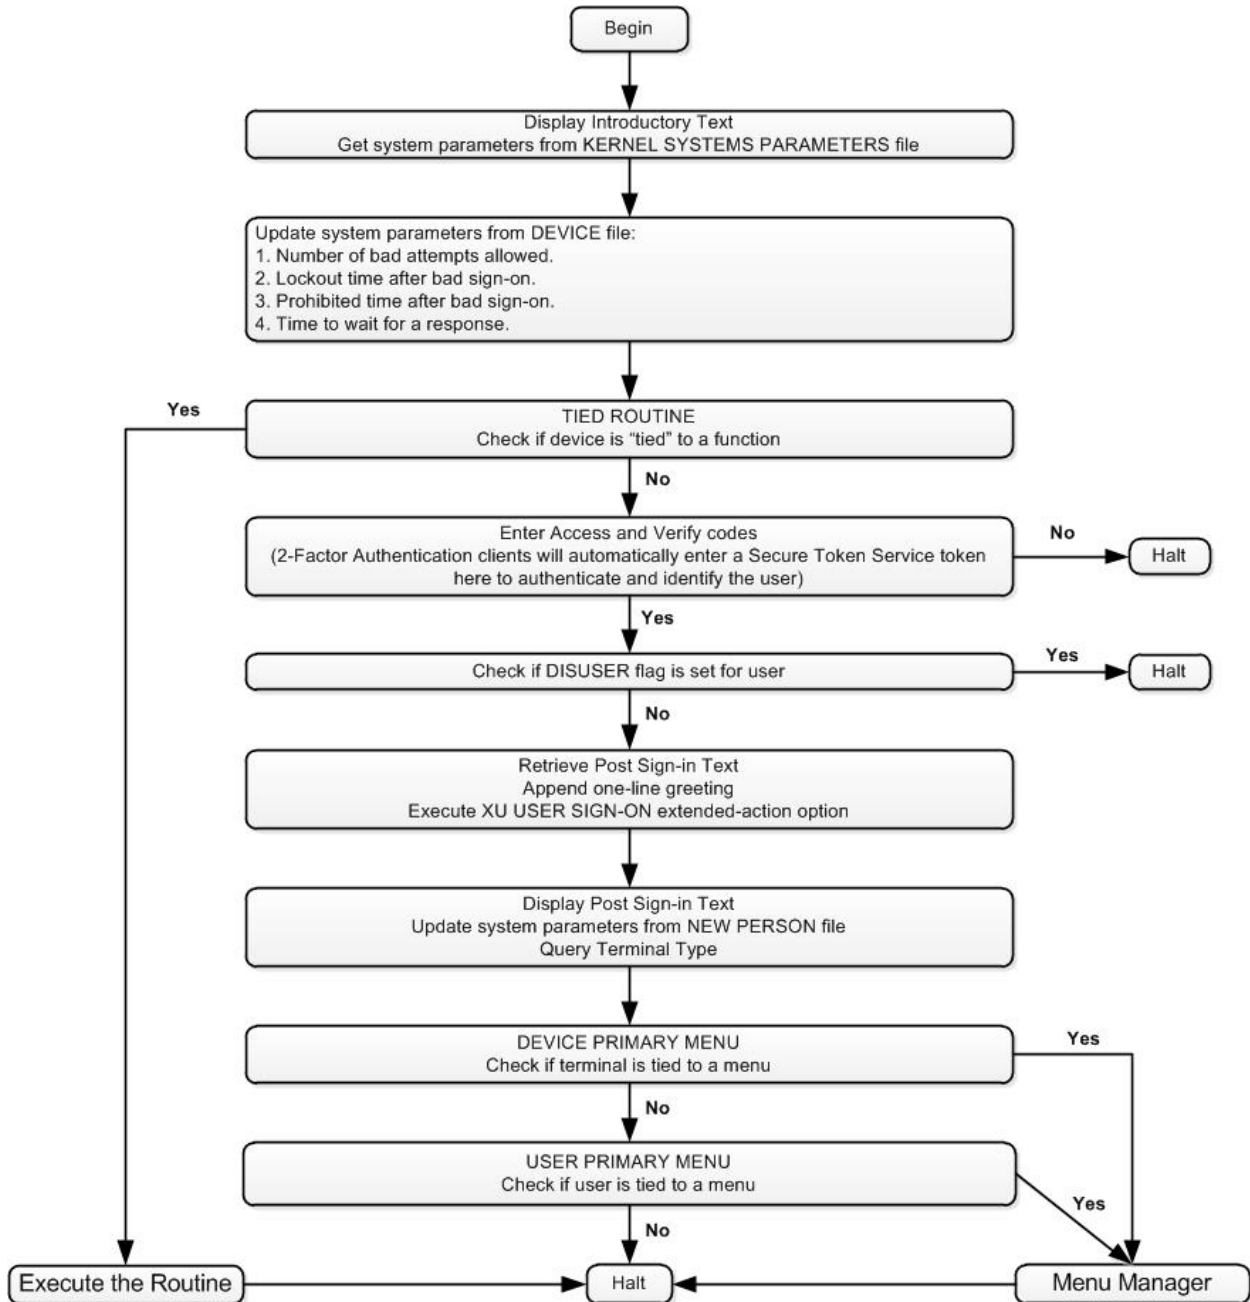 Begin
Display Introductory Text
Get system parameters from KERNEL SYSTEMS PARAMETERS file
Update system parameters from DEVICE file:
1. Number of bad attempts allowed.
2. Lockout time after bad sign-on.
3. Prohibited time after bad sign-on.
4. Time to wait for a response.
Yes
TIED ROUTINE
Check if device is “tied” to a function
No
Enter Access and Verify codes
(2-Factor Authentication clients will automatically enter a Secure Token Service token
here to authenticate and identify the user)
No
Halt
Yes
Check if DISUSER flag is set for user
Yes
Halt
No
Retrieve Post Sign-in Text
Append one-line greeting
Execute XU USER SIGN-ON extended-action option
Display Post Sign-in Text
Update system parameters from NEW PERSON file
Query Terminal Type
DEVICE PRIMARY MENU
Check if terminal is tied to a menu
Yes
No
USER PRIMARY MENU
Check if user is tied to a menu
Yes
No
Execute the Routine
Halt
Menu Manager